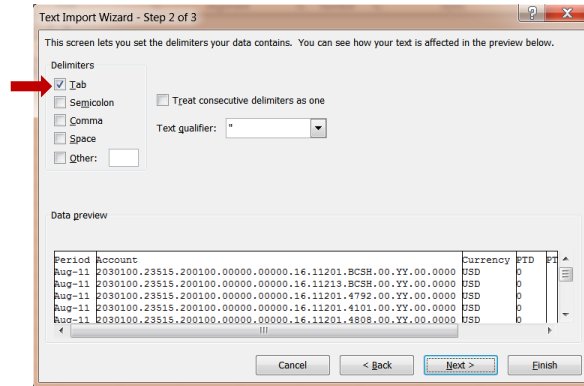 Text Import Wizard - Step 2 of 3
This screen lets you set the delimiters your data contains. You can see how your text is affected in the preview below.
Delimiters
Tab
Semicolon
Comma
Space
Other:
Treat consecutive delimiters as one
Text qualifier: "
Data preview
Period Account Currency PTD PT
Aug-11 2030100.23515.200100.00000.00000.16.11201.BCSH.00.YY.00.0000 USD 0
Aug-11 2030100.23515.200100.00000.00000.16.11213.BCSH.00.YY.00.0000 USD 0
Aug-11 2030100.23515.200100.00000.00000.16.11201.4792.00.YY.00.0000 USD 0
Aug-11 2030100.23515.200100.00000.00000.16.11201.4101.00.YY.00.0000 USD 0
Aug-11 2030100.23515.200100.00000.00000.16.11201.4808.00.YY.00.0000 USD 0
Cancel < Back Next > Finish